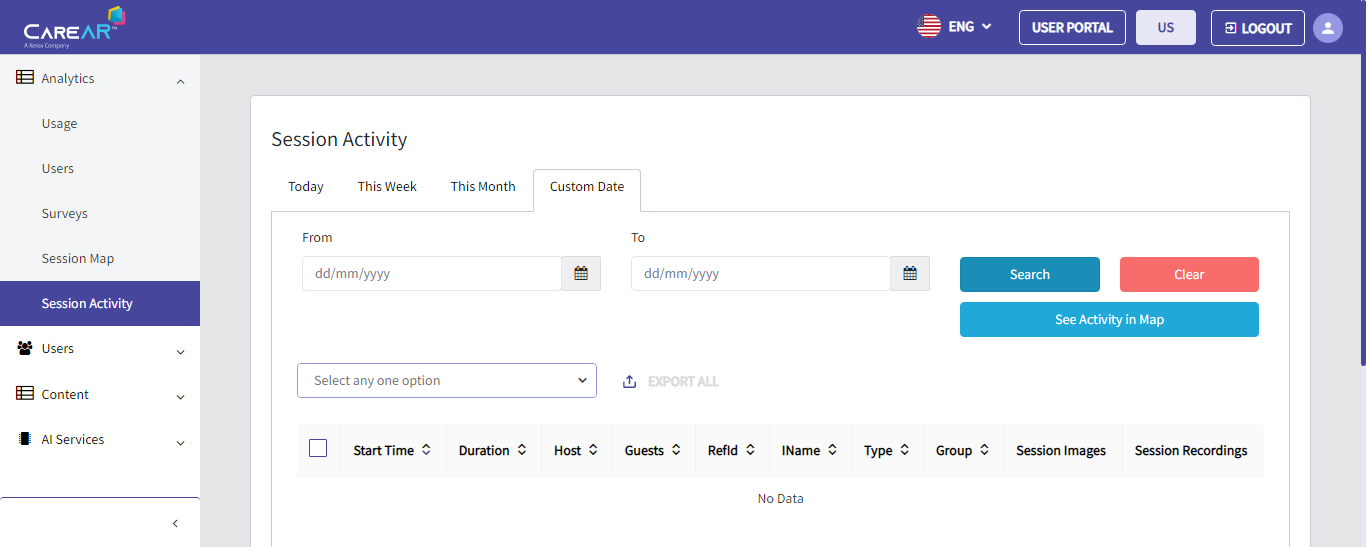 CAREAR™
A Xerox Company
ENG
USER PORTAL
US
LOGOUT
Analytics
Usage
Users
Surveys
Session Map
Session Activity
Users
Content
AI Services
Session Activity
Today This Week This Month Custom Date
From To
dd/mm/yyyy dd/mm/yyyy Search Clear
See Activity in Map
Select any one option EXPORT ALL
Start Time Duration Host Guests RefId IName Type Group Session Images Session Recordings
No Data